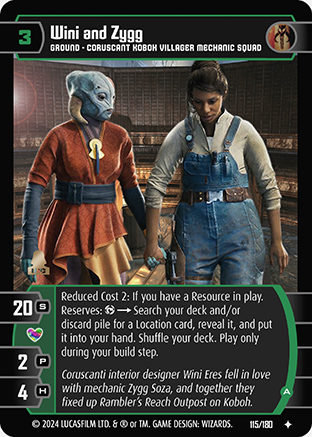 3
Wini and Zygg
GROUND - CORUSCANT KOBOH VILLAGER MECHANIC SQUAD
20 S
2 P
4 H
Reduced Cost 2: If you have a Resource in play.
Reserves: → Search your deck and/or
discard pile for a Location card, reveal it, and put
it into your hand. Shuffle your deck. Play only
during your build step.
Coruscanti interior designer Wini Eres fell in love
with mechanic Zygg Soza, and together they
fixed up Rambler's Reach Outpost on Koboh.
A
© 2024 LUCASFILM LTD. & ® or TM. GAME DESIGN: WIZARDS.
115/180